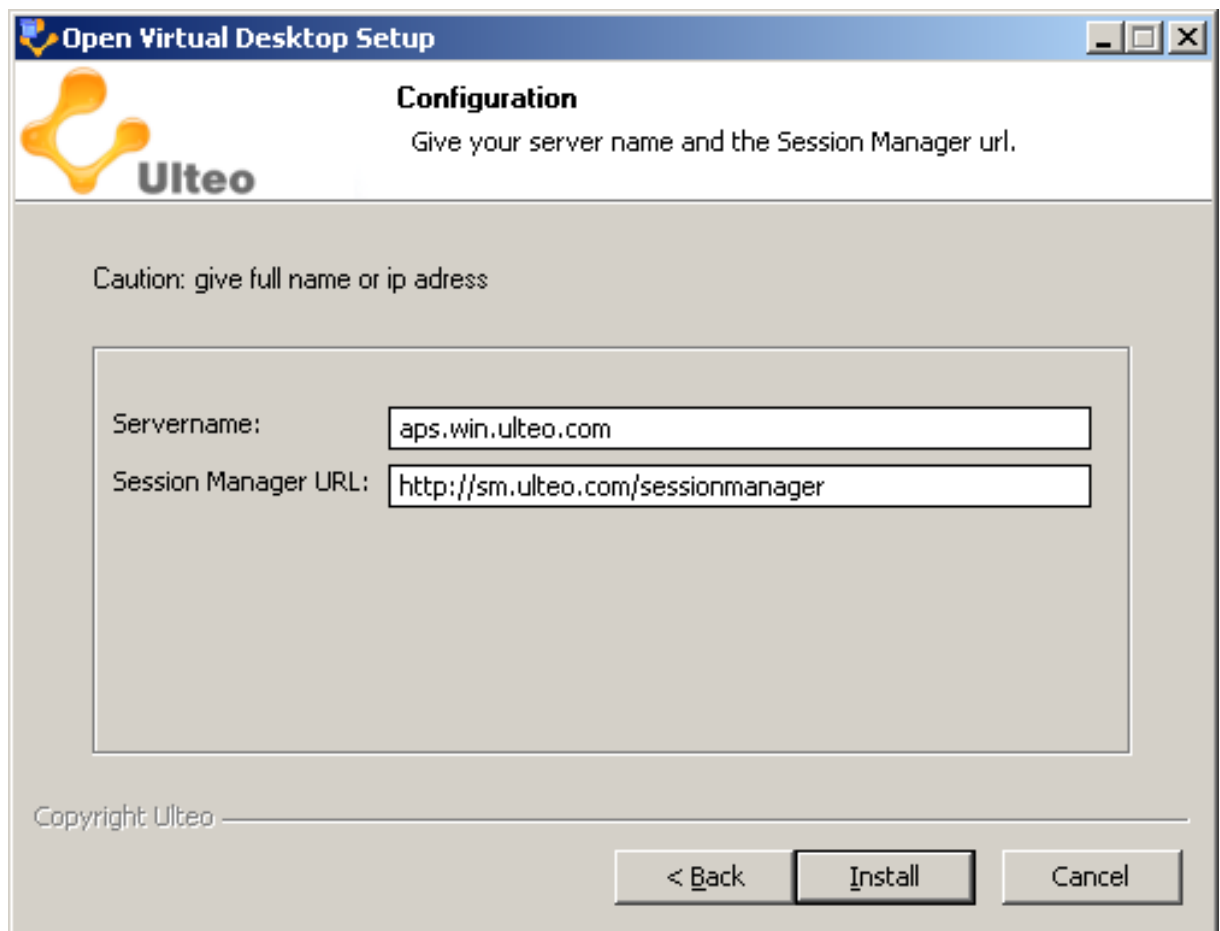 Open Virtual Desktop Setup
Configuration
Give your server name and the Session Manager url.
Ulteo
Caution: give full name or ip adress
Servername:
aps.win.ulteo.com
Session Manager URL:
http://sm.ulteo.com/sessionmanager
Copyright Ulteo
< Back
Install
Cancel